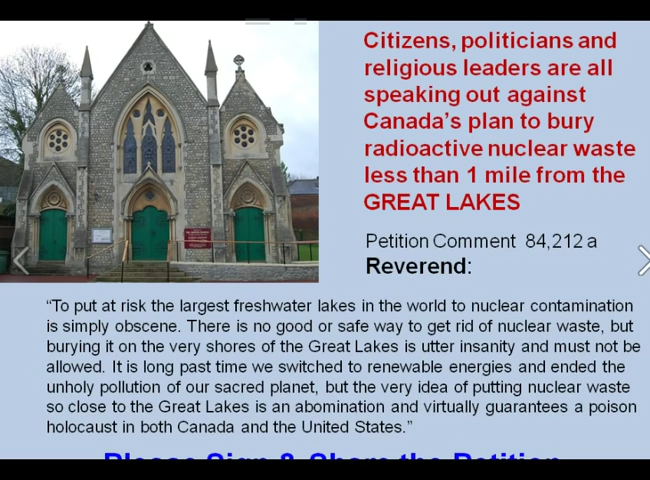 Citizens, politicians and
religious leaders are all
speaking out against
Canada's plan to bury
radioactive nuclear waste
less than 1 mile from the
GREAT LAKES
Petition Comment 84,212 a
Reverend:
"To put at risk the largest freshwater lakes in the world to nuclear contamination
is simply obscene. There is no good or safe way to get rid of nuclear waste, but
burying it on the very shores of the Great Lakes is utter insanity and must not be
allowed. It is long past time we switched to renewable energies and ended the
unholy pollution of our sacred planet, but the very idea of putting nuclear waste
so close to the Great Lakes is an abomination and virtually guarantees a poison
holocaust in both Canada and the United States."
Please Sign & Share the Petition